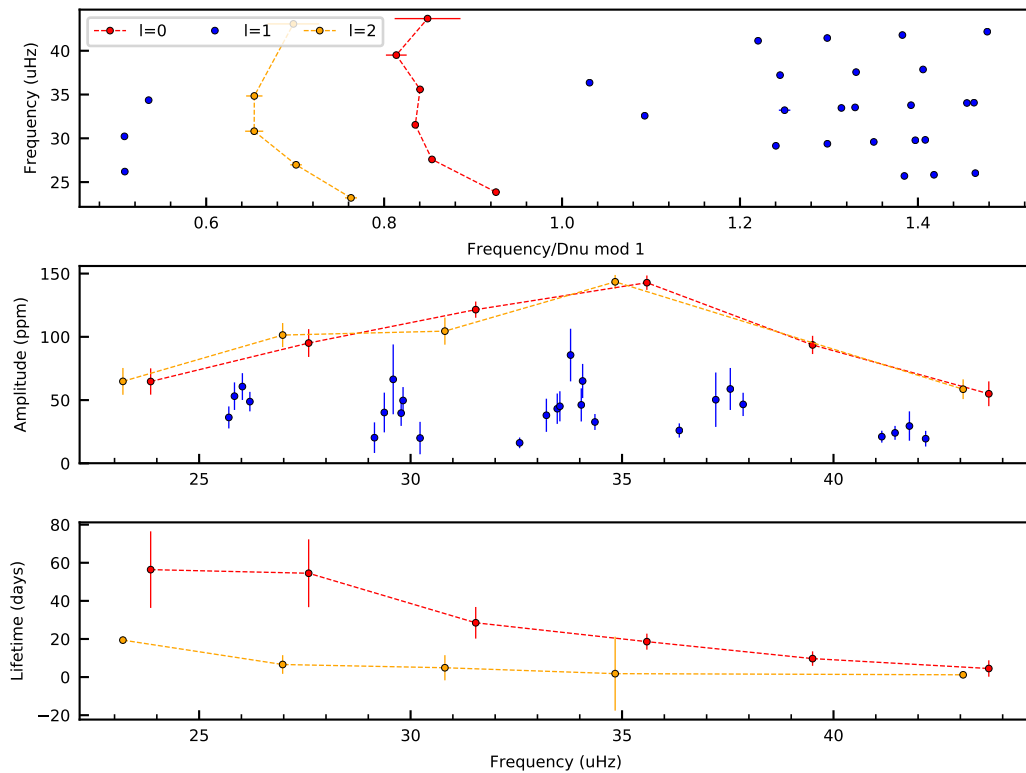 l=0 l=1 l=2
Frequency (uHz)
40
35
30
25
0.6 0.8 1.0 1.2 1.4
Frequency/Dnu mod 1
Amplitude (ppm)
150
100
50
0
25 30 35 40
Lifetime (days)
80
60
40
20
0
−20
25 30 35 40
Frequency (uHz)